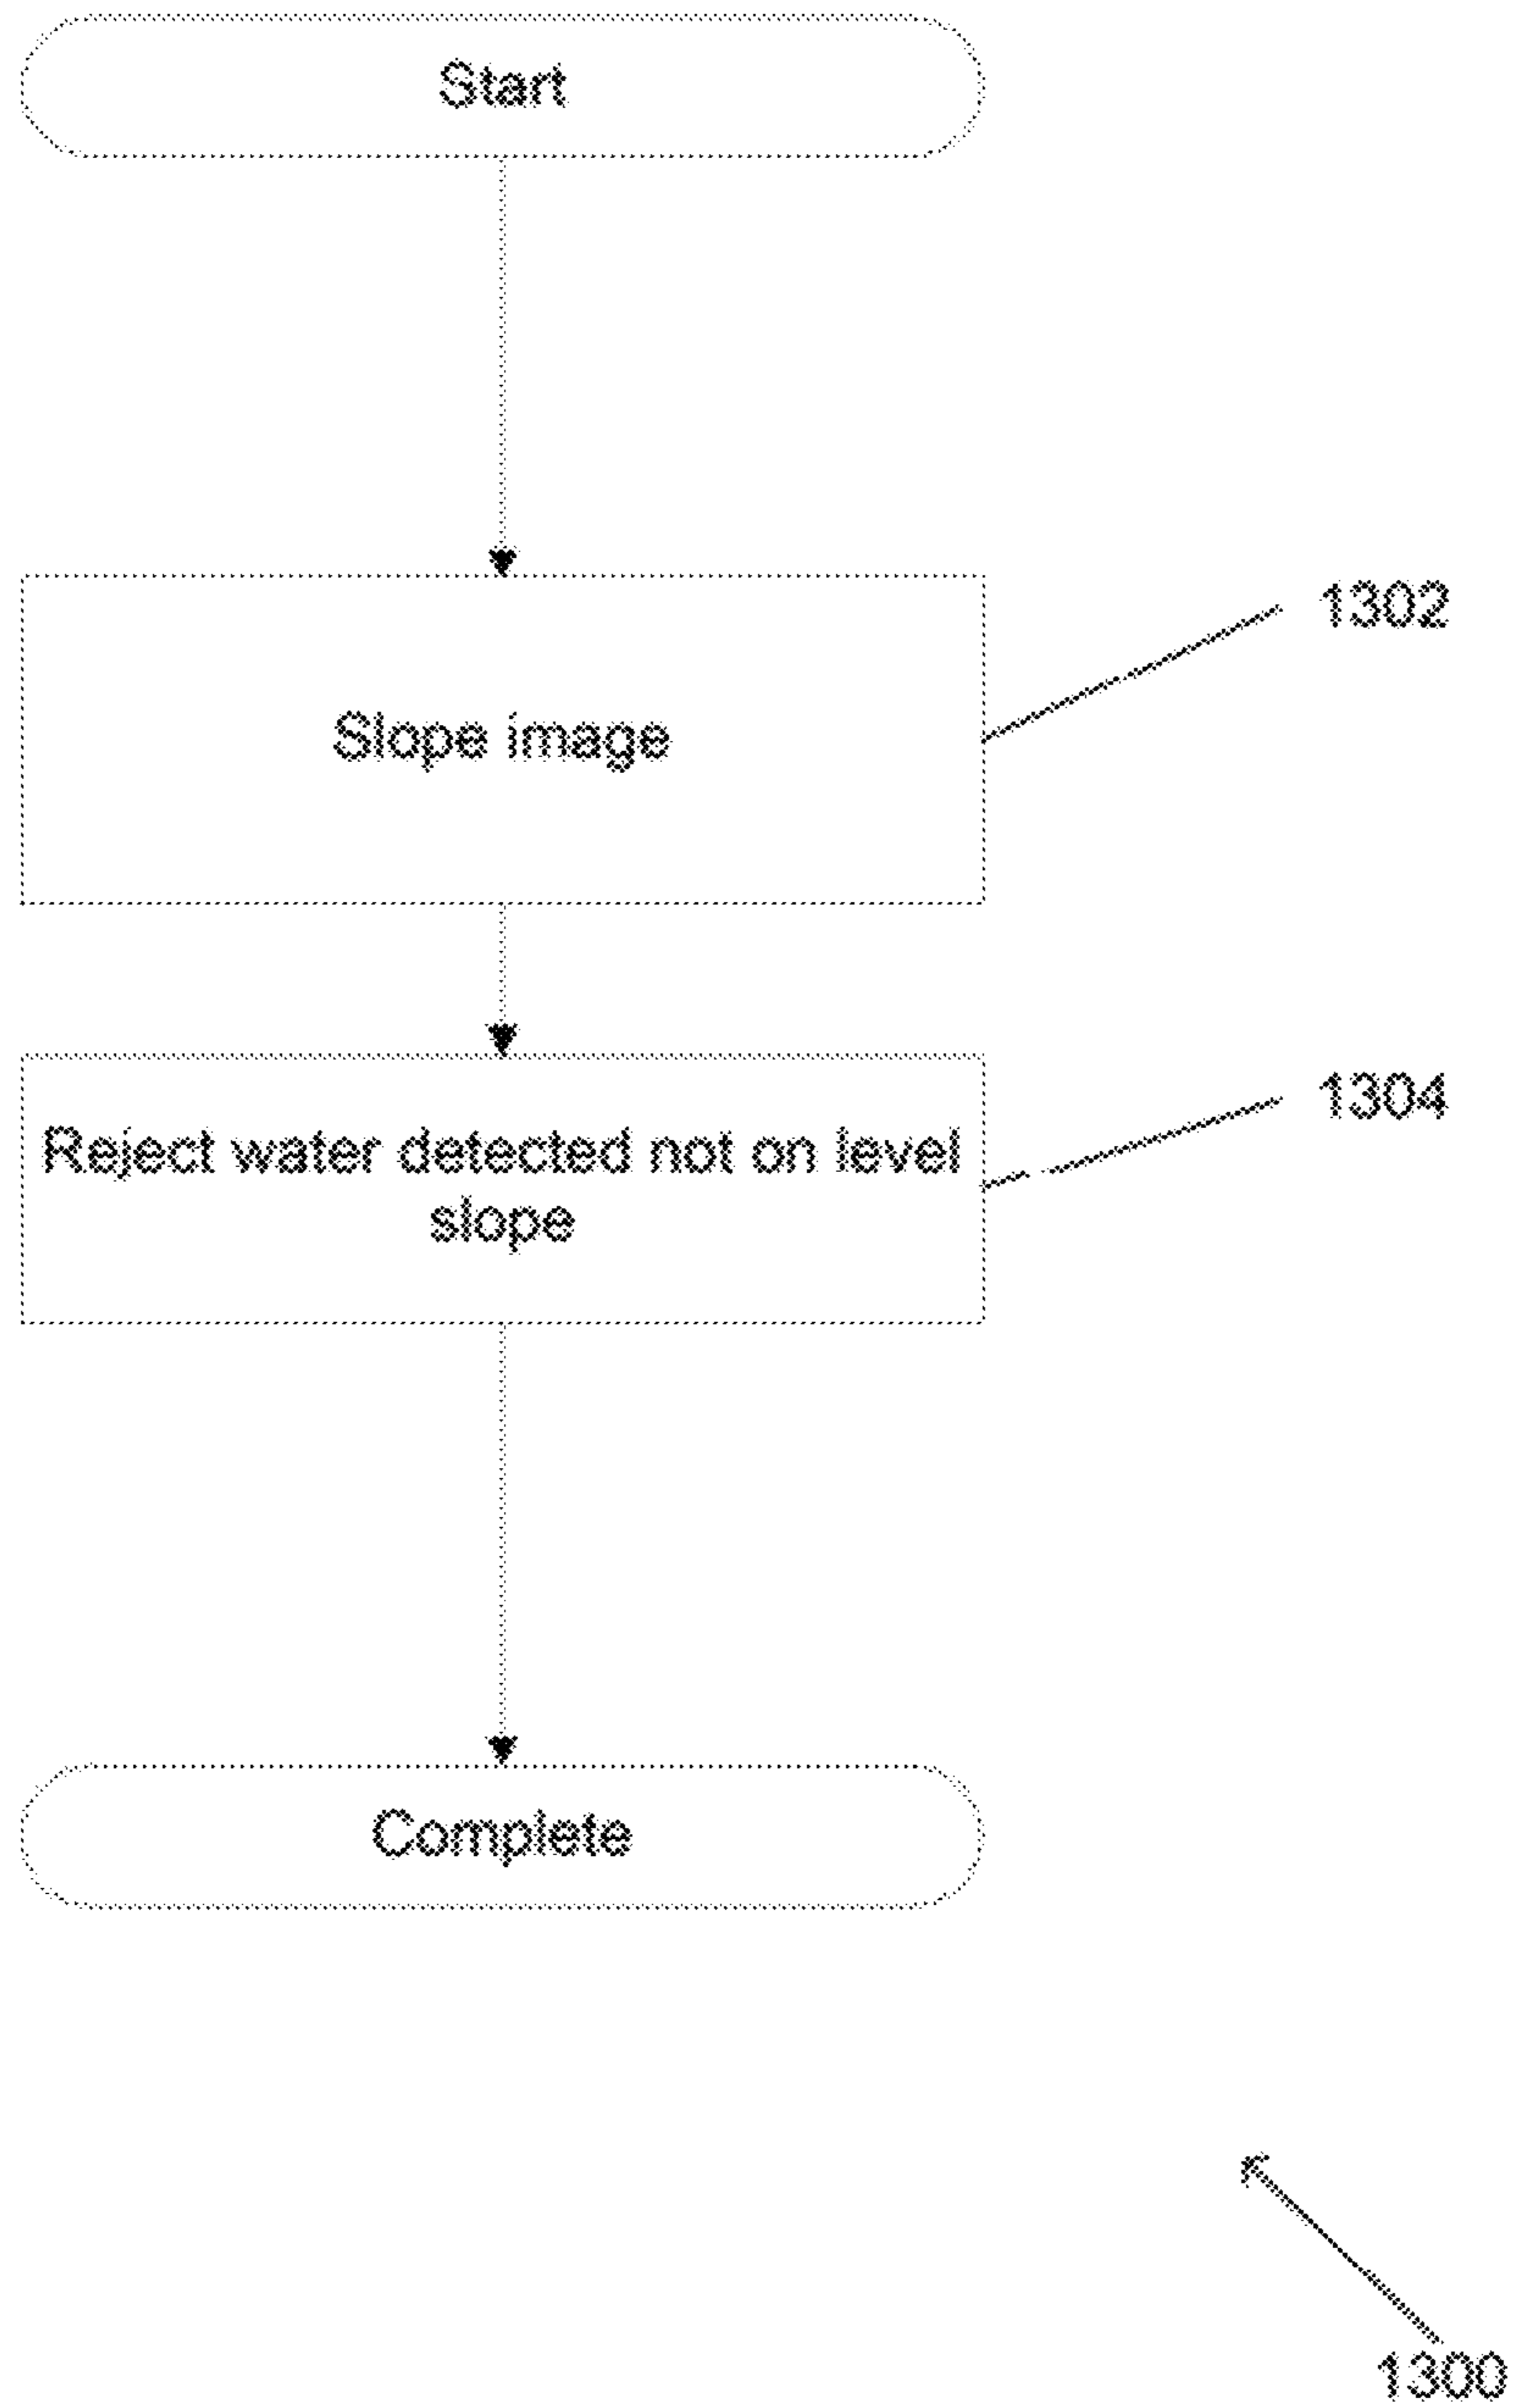 Start
1302
Slope image
1304
Reject water detected not on level
slope
Complete
1300